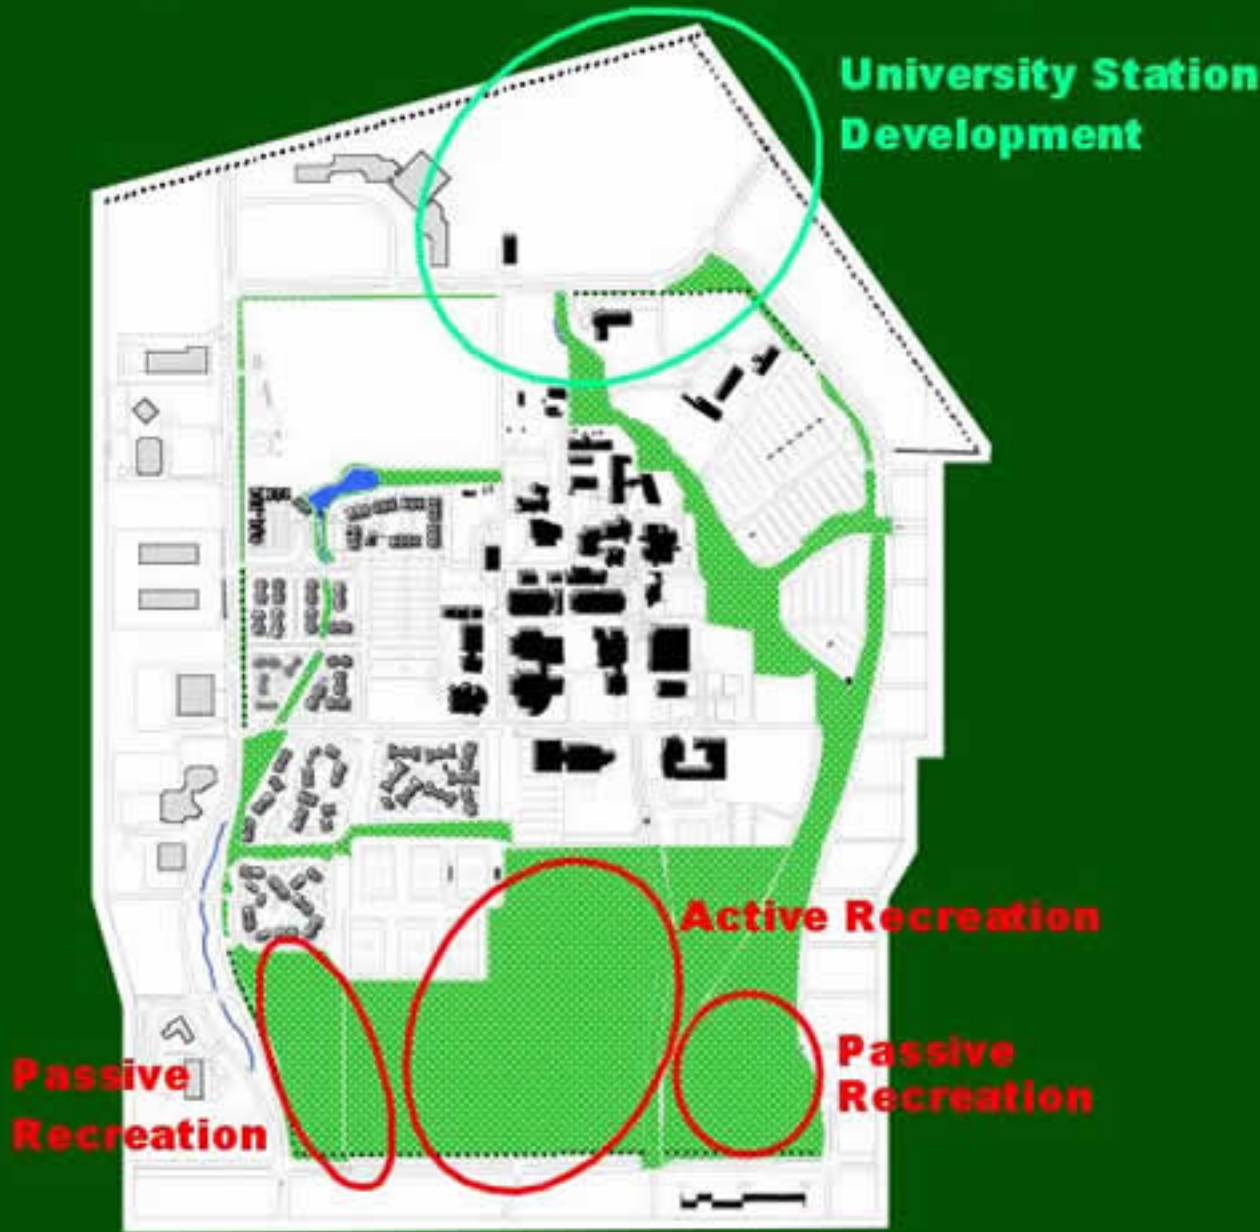 University Station
Development
Active Recreation
Passive
Recreation
Passive
Recreation